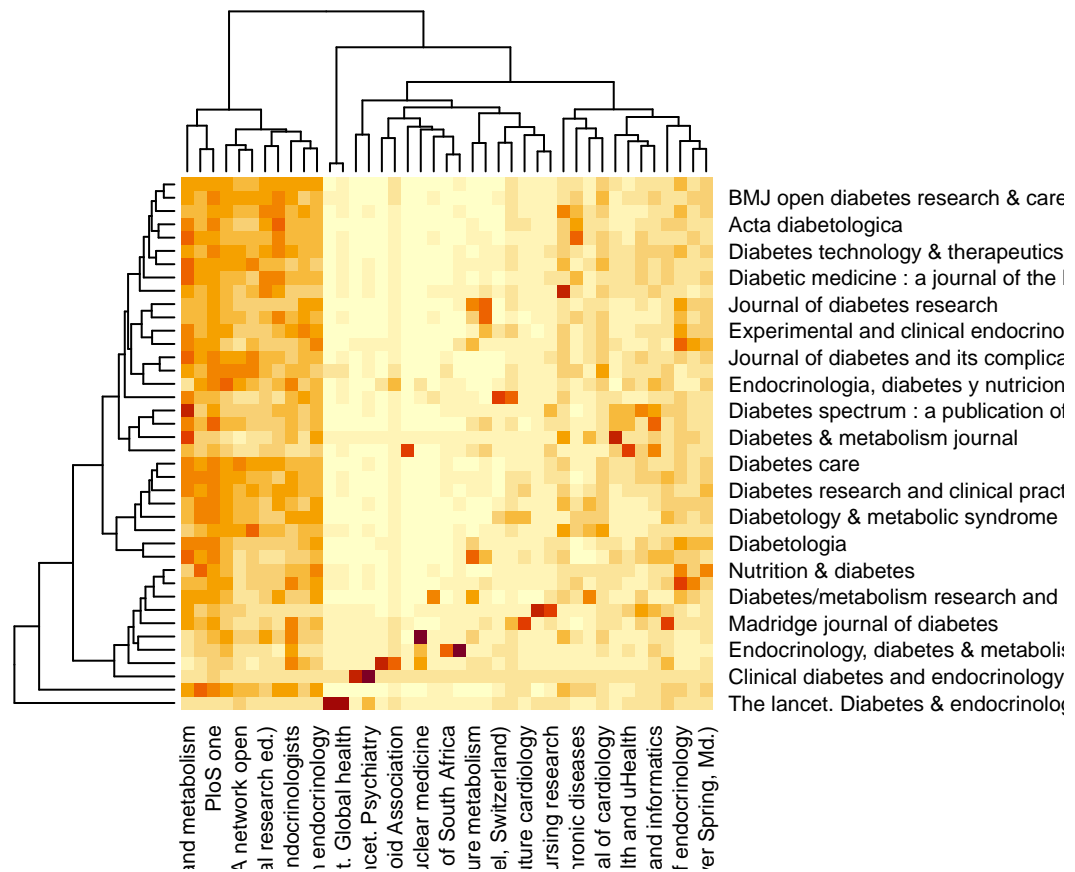 BMJ open diabetes research & care
Acta diabetologica
Diabetes technology & therapeutics
Diabetic medicine : a journal of the
Journal of diabetes research
Experimental and clinical endocrino
Journal of diabetes and its complica
Endocrinologia, diabetes y nutricion
Diabetes spectrum : a publication of
Diabetes & metabolism journal
Diabetes care
Diabetes research and clinical pract
Diabetology & metabolic syndrome
Diabetologia
Nutrition & diabetes
Diabetes/metabolism research and
Madridge journal of diabetes
Endocrinology, diabetes & metabolis
Clinical diabetes and endocrinology
The lancet. Diabetes & endocrinolog
and metabolism
PloS one
A network open
al research ed.)
ndocrinologists
n endocrinology
t. Global health
ncet. Psychiatry
oid Association
uclear medicine
of South Africa
ure metabolism
el, Switzerland)
uture cardiology
ursing research
hronic diseases
al of cardiology
lth and uHealth
and informatics
f endocrinology
ver Spring, Md.)